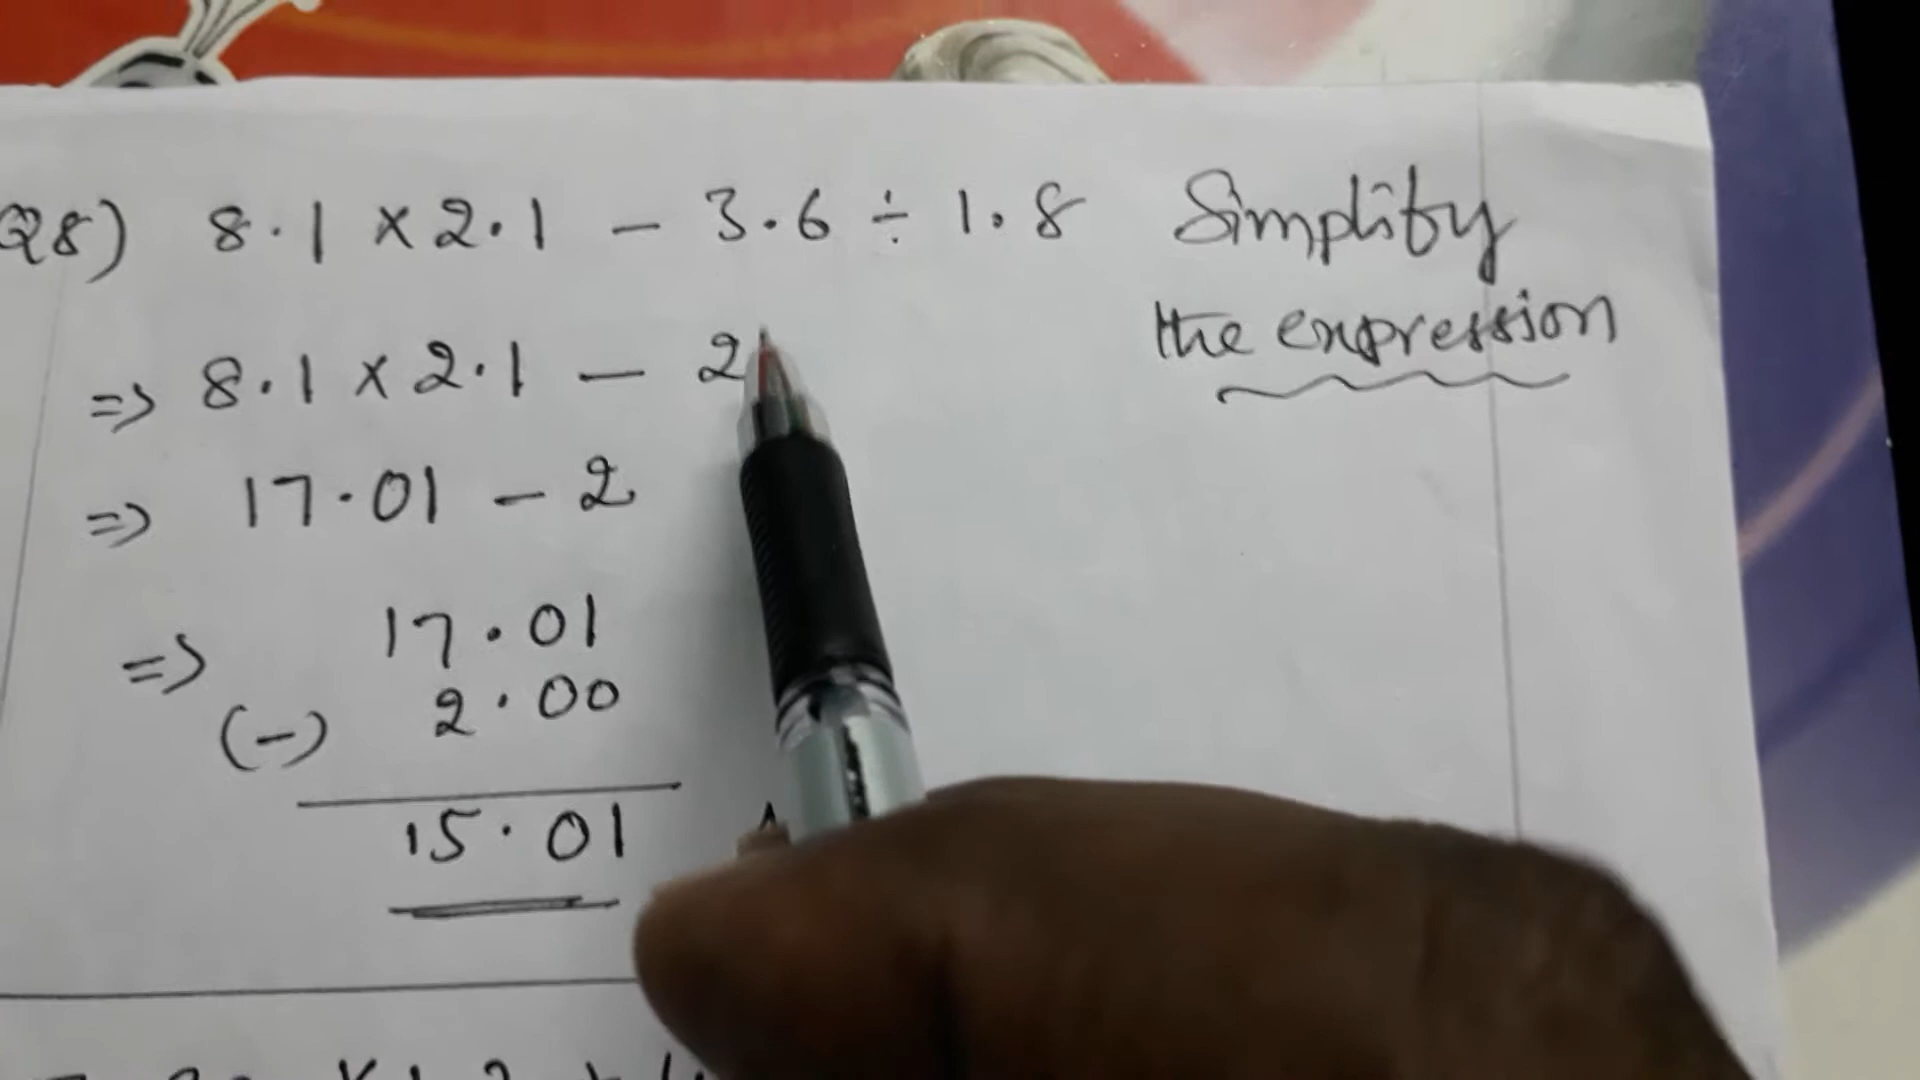 Q8) 8.1 × 2.1 - 3.6 ÷ 1.8 Simplify
the expression
=> 8.1 × 2.1 - 2
=> 17.01 - 2
=> 17.01
(-) 2.00
15.01